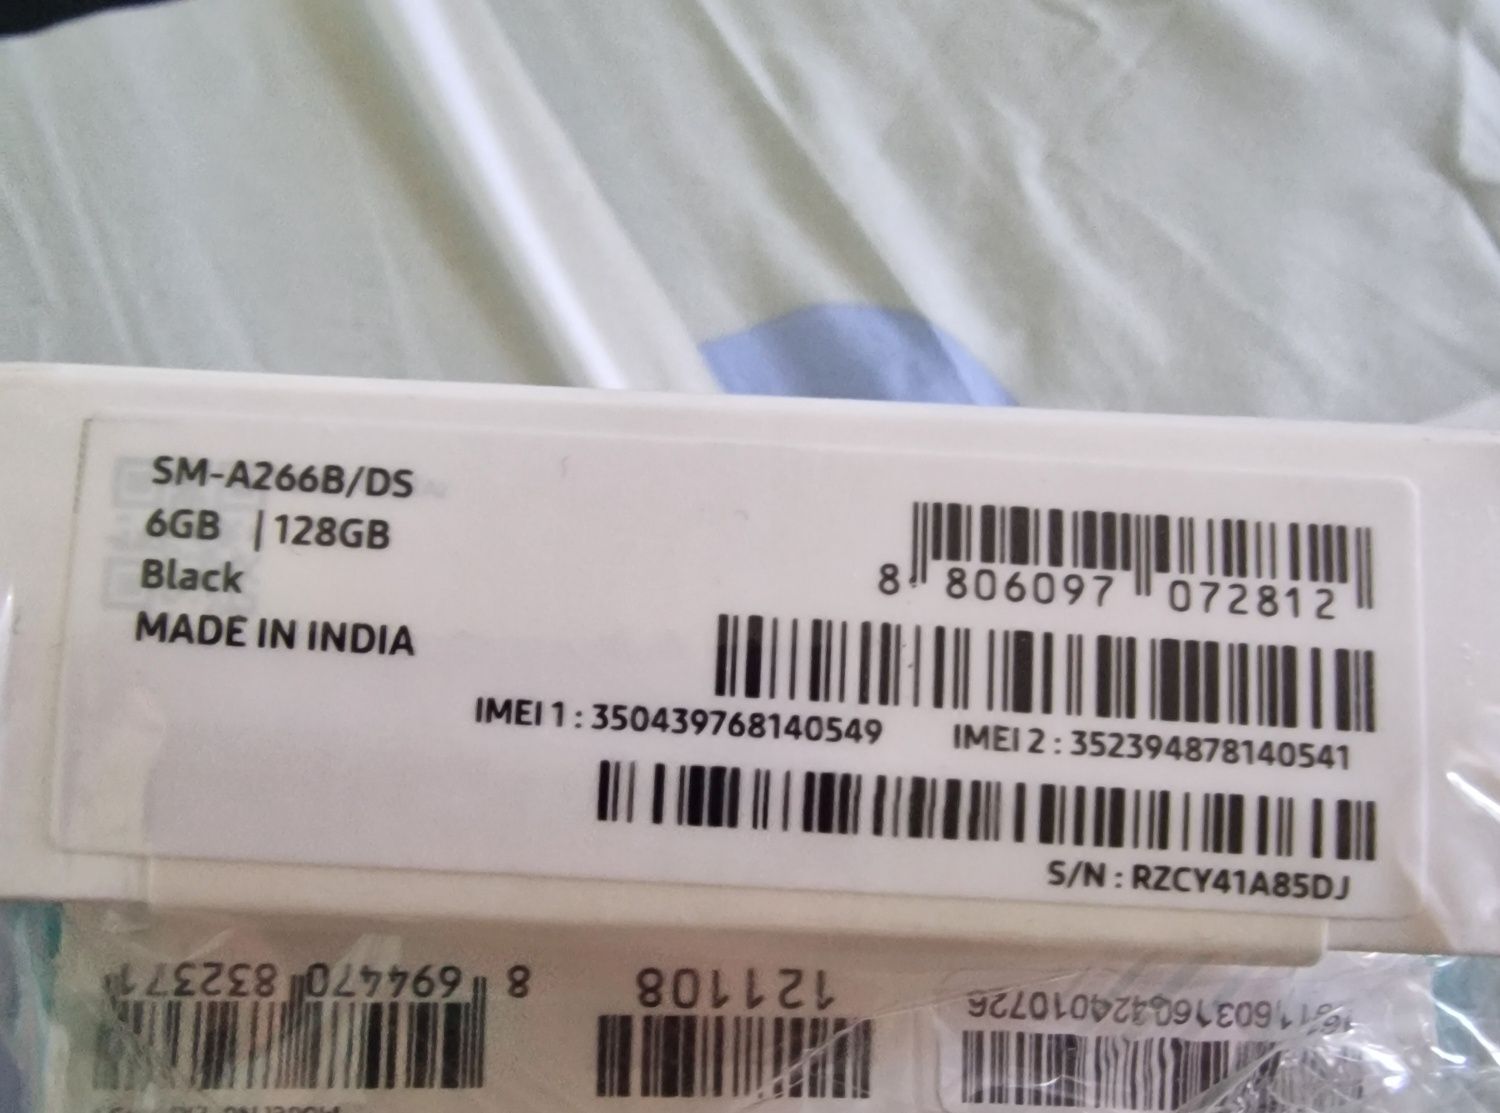 SM-A266B/DS
6GB | 128GB
Black
MADE IN INDIA
8 806097 072812
IMEI 1 : 350439768140549 IMEI 2 : 352394878140541
S/N : RZCY41A85DJ
8 694470 832371
121108